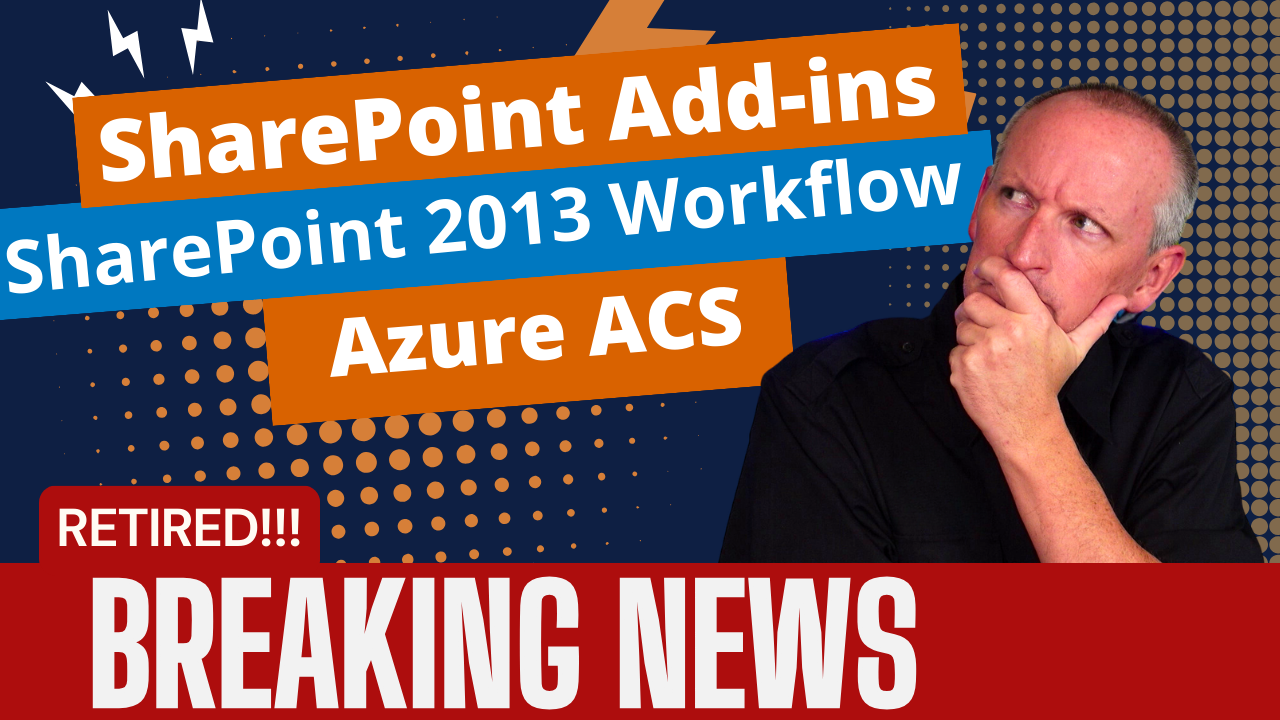 SharePoint Add-ins
SharePoint 2013 Workflow
Azure ACS
RETIRED!!!
BREAKING NEWS